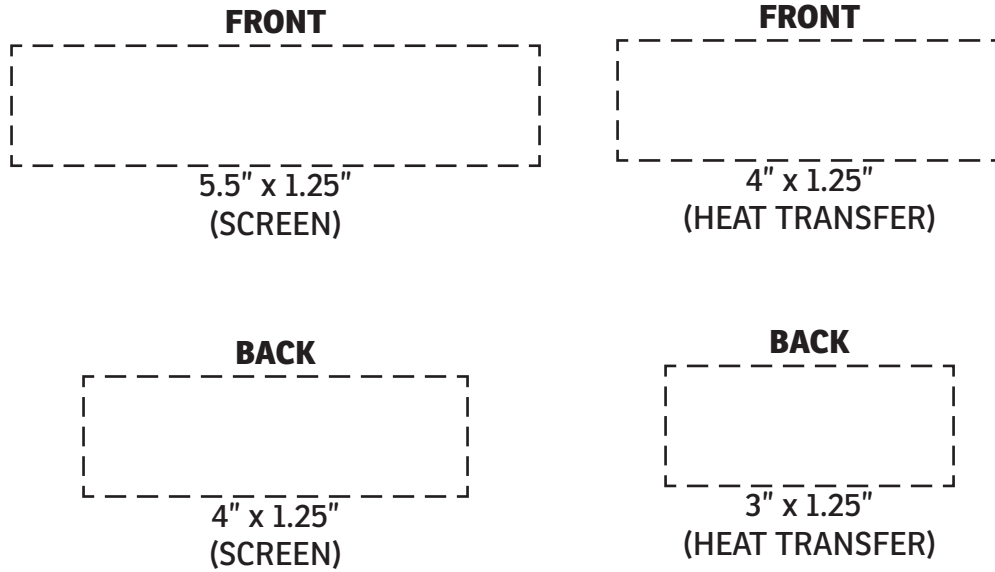 FRONT
5.5" x 1.25"
(SCREEN)
FRONT
4" x 1.25"
(HEAT TRANSFER)
BACK
4" x 1.25"
(SCREEN)
BACK
3" x 1.25"
(HEAT TRANSFER)